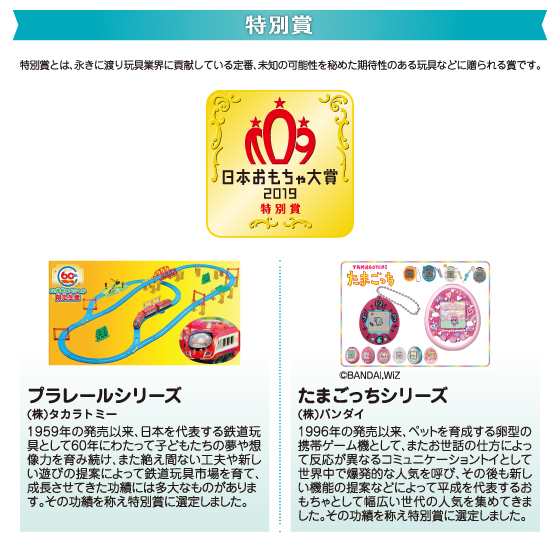 特別賞
特別賞とは、永きに渡り玩具業界に貢献している定番、未知の可能性を秘めた期待性のある玩具などに贈られる賞です。
日本おもちゃ大賞
2019
特別賞
60
TAMAGOTCHI
たまごっち
©BANDAI,WiZ
プラレールシリーズ
(株)タカラトミー
1959年の発売以来、日本を代表する鉄道玩
具として60年にわたって子どもたちの夢や想
像力を育み続け、また絶え間ない工夫や新し
い遊びの提案によって鉄道玩具市場を育て、
成長させてきた功績には多大なものがありま
す。その功績を称え特別賞に選定しました。
たまごっちシリーズ
(株)バンダイ
1996年の発売以来、ペットを育成する卵型の
携帯ゲーム機として、またお世話の仕方によっ
て反応が異なるコミュニケーショントイとして
世界中で爆発的な人気を呼び、その後も新し
い機能の提案などによって平成を代表するお
もちゃとして幅広い世代の人気を集めてきま
した。その功績を称え特別賞に選定しました。